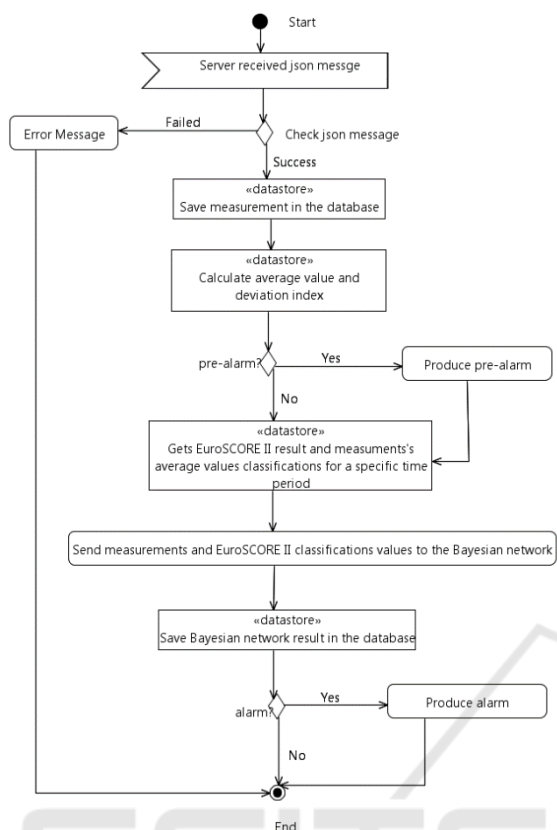 Start
Server received json messge
Failed
Error Message
Check json message
Success
«datastore»
Save measurement in the database
«datastore»
Calculate average value and
deviation index
pre-alarm?
Yes
Produce pre-alarm
No
«datastore»
Gets EuroSCORE II result and measuments's
average values classifications for a specific time
period
Send measurements and EuroSCORE II classifications values to the Bayesian network
«datastore»
Save Bayesian network result in the database
alarm?
Yes
Produce alarm
No
End